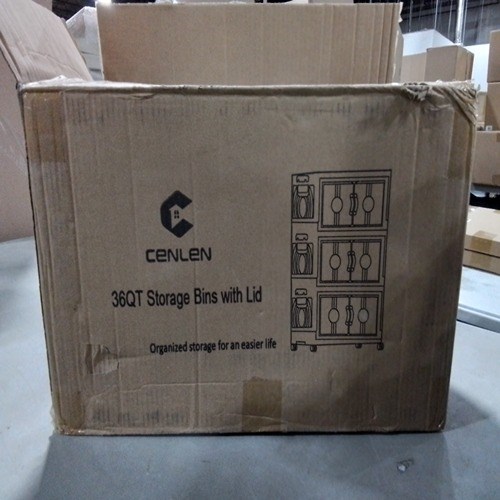 CENLEN
36QT Storage Bins with Lid
Organized storage for an easier life